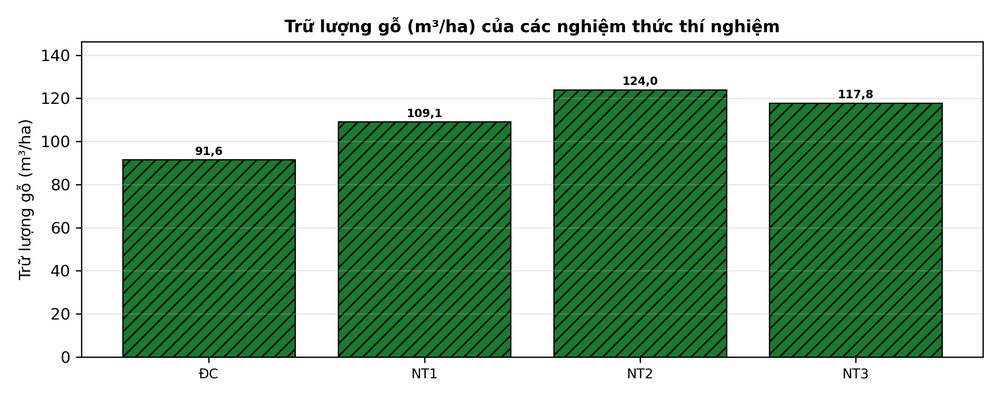 Trữ lượng gỗ (m³/ha) của các nghiệm thức thí nghiệm
Trữ lượng gỗ (m³/ha)
140
120
100
80
60
40
20
0
91,6
109,1
124,0
117,8
ĐC
NT1
NT2
NT3